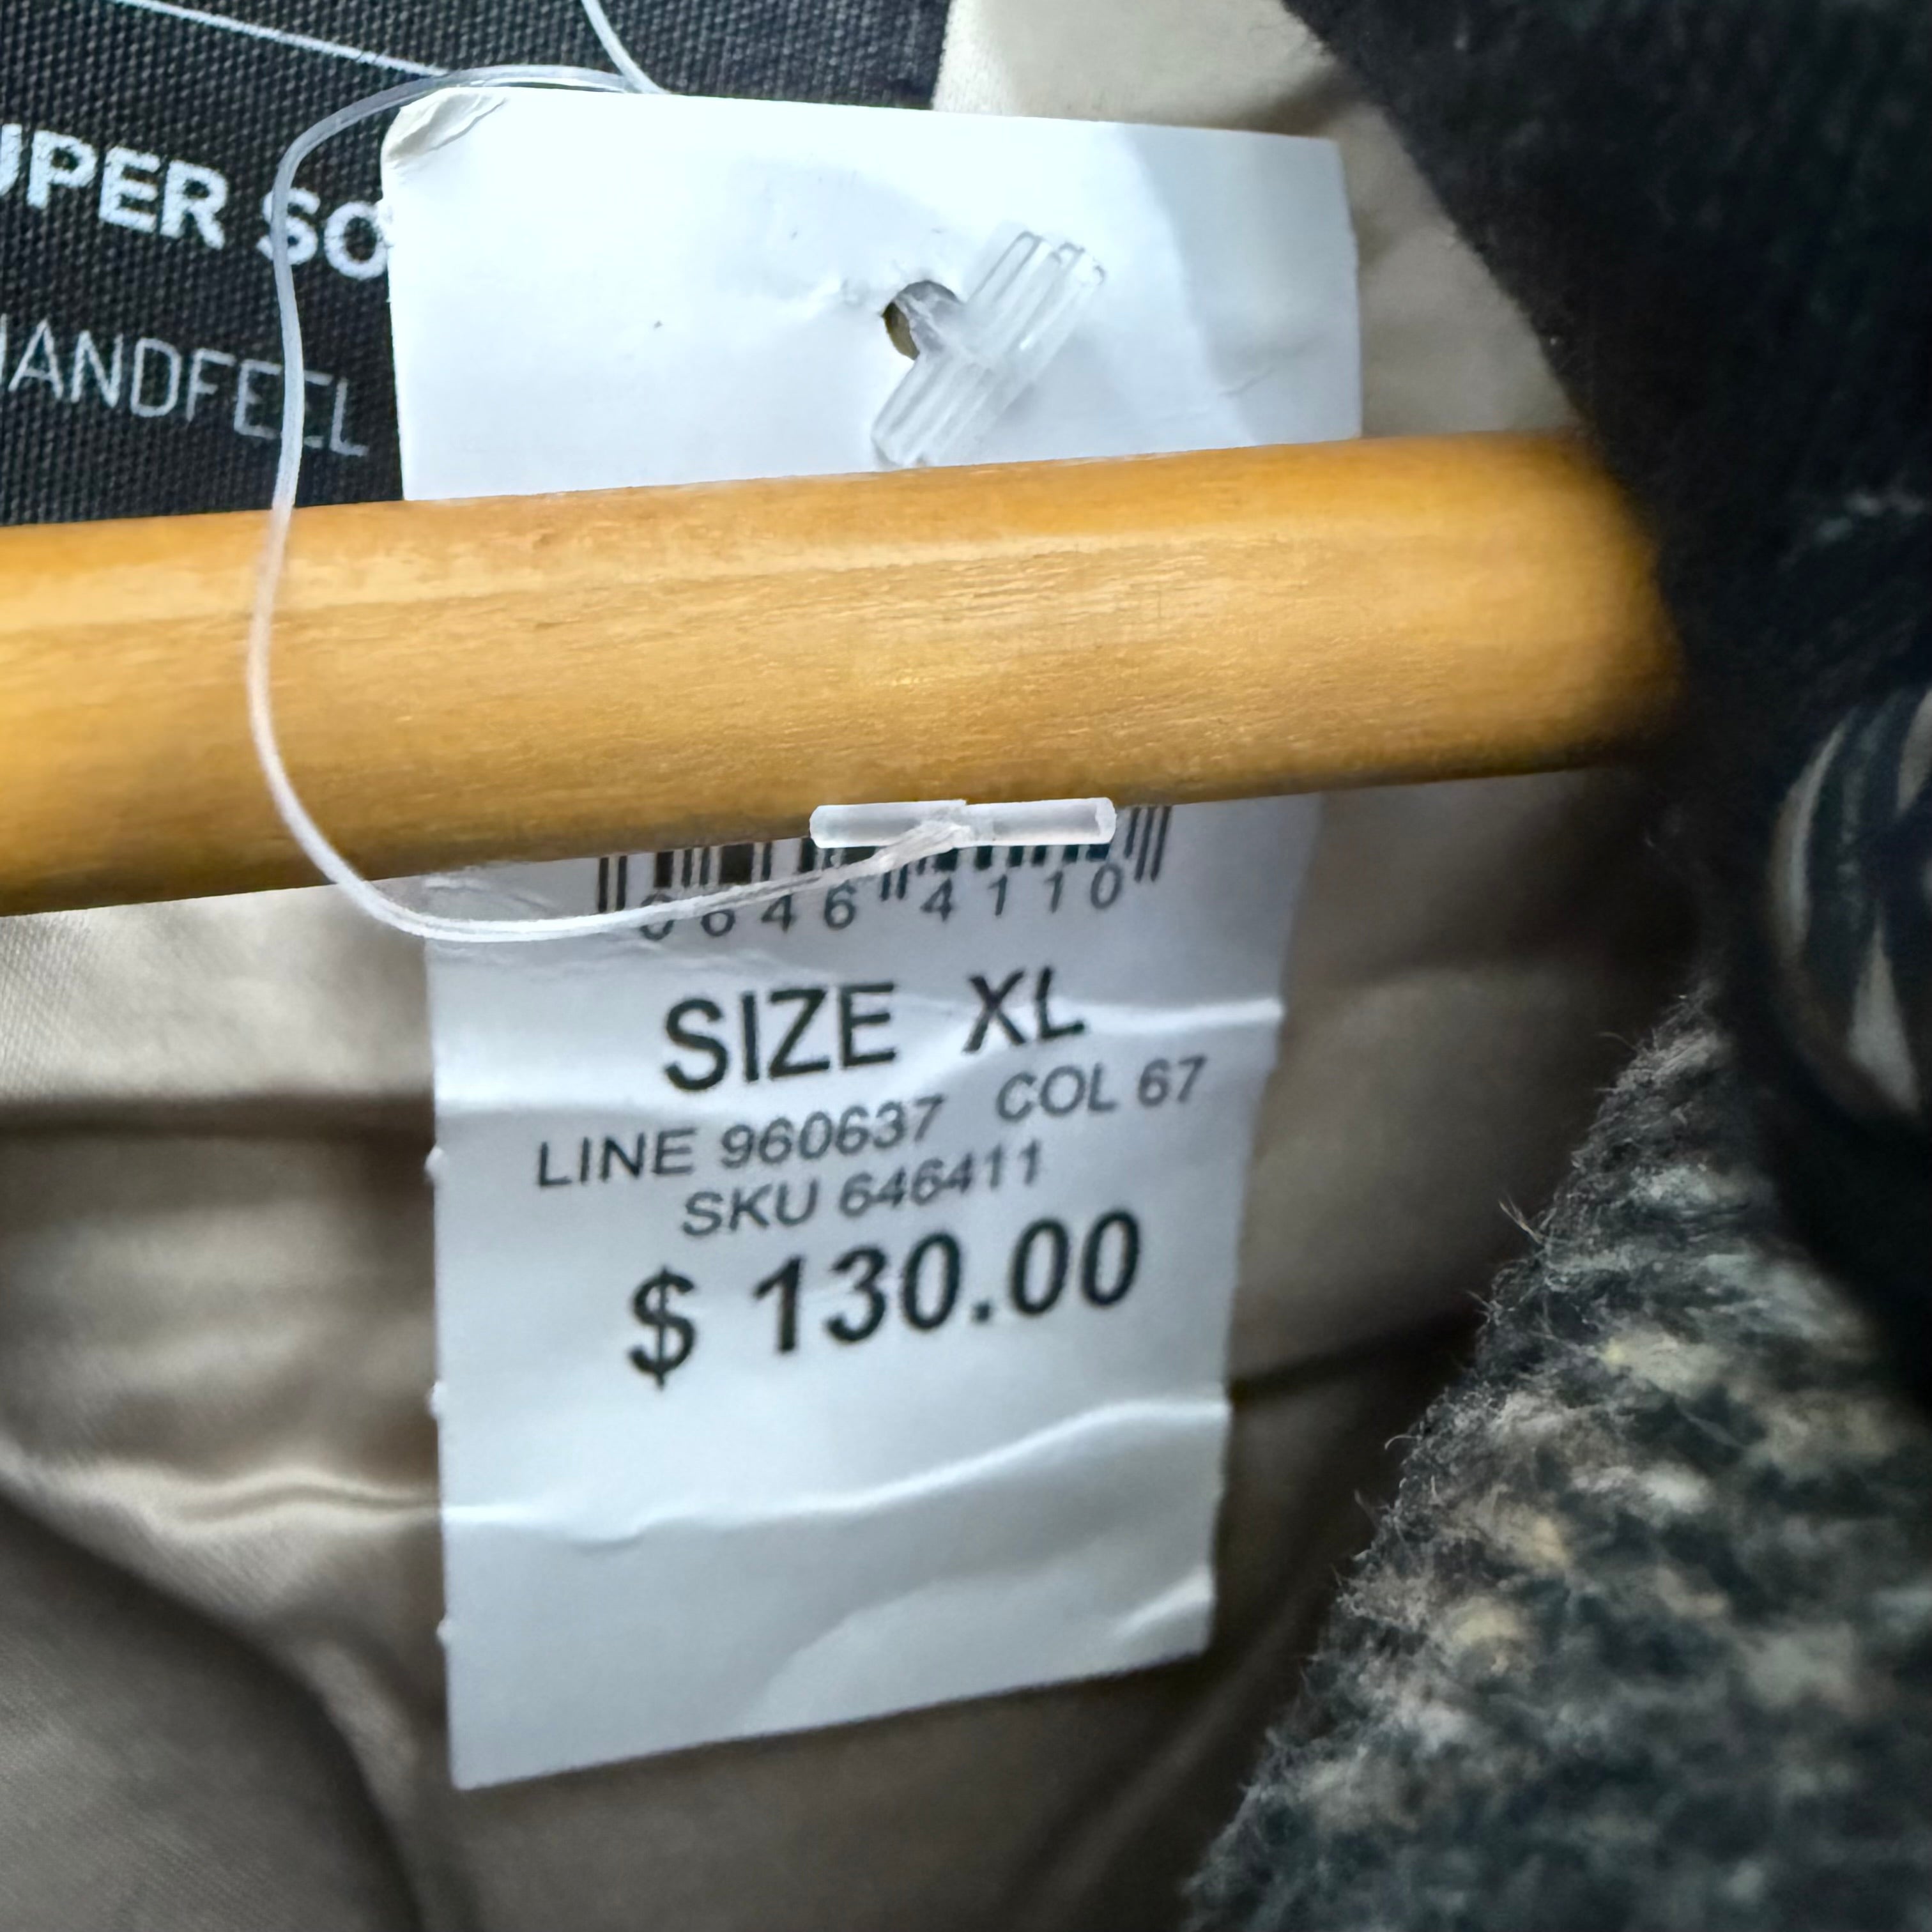 UPER SO
HANDFEEL
0646 4110
SIZE XL
LINE 960637 COL 67
SKU 646411
$ 130.00